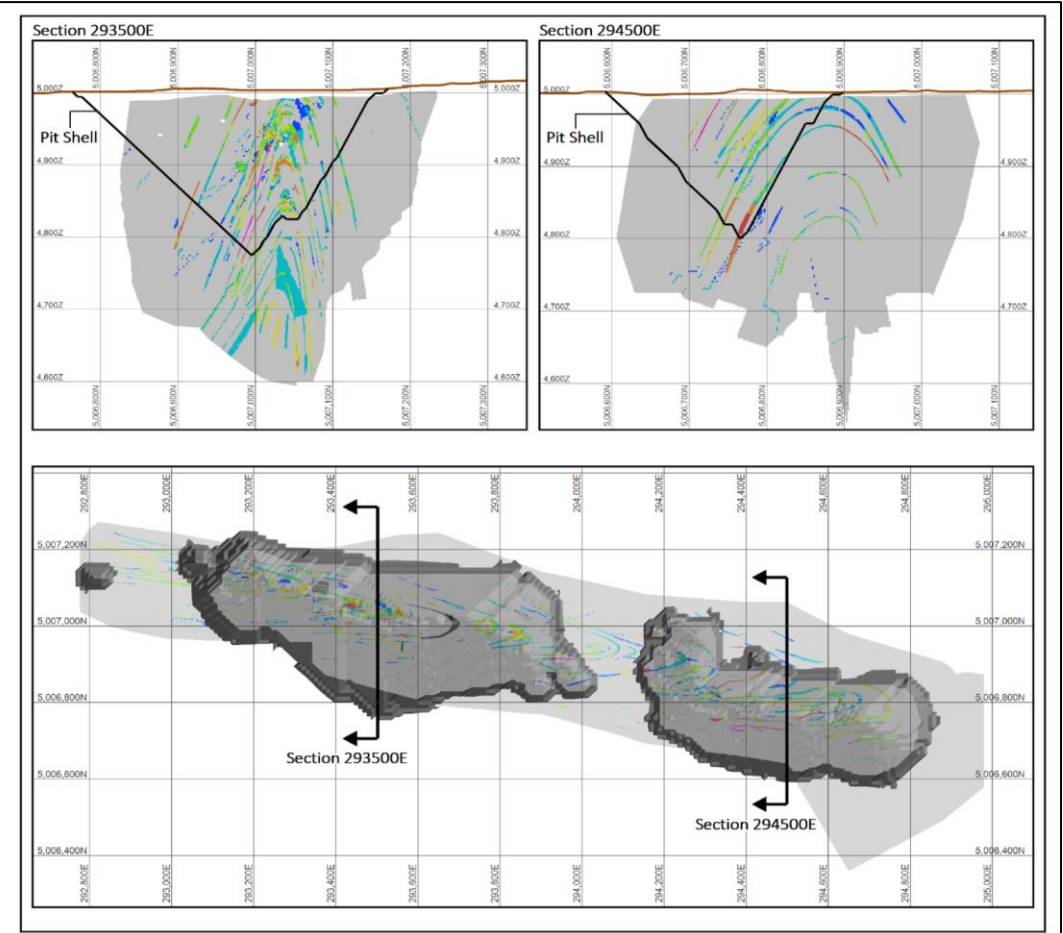 Section 293500E
5,006,800N
5,006,900N
5,007,000N
5,007,100N
5,007,200N
5,007,300N
5,000Z
5,000Z
Pit Shell
4,900Z
4,900Z
4,800Z
4,800Z
4,700Z
4,700Z
4,600Z
4,600Z
5,006,800N
5,006,900N
5,007,000N
5,007,100N
5,007,200N
5,007,300N
Section 294500E
5,006,600N
5,006,700N
5,006,800N
5,006,900N
5,007,000N
5,007,100N
5,000Z
5,000Z
Pit Shell
4,900Z
4,900Z
4,800Z
4,800Z
4,700Z
4,700Z
4,600Z
4,600Z
5,006,600N
5,006,700N
5,006,800N
5,006,900N
5,007,000N
5,007,100N
292,800E
293,000E
293,200E
293,400E
293,600E
293,800E
294,000E
294,200E
294,400E
294,600E
294,800E
295,000E
5,007,200N
5,007,200N
5,007,000N
5,007,000N
5,006,800N
5,006,800N
Section 293500E
5,006,600N
5,006,600N
Section 294500E
5,006,400N
5,006,400N
292,800E
293,000E
293,200E
293,400E
293,600E
293,800E
294,000E
294,200E
294,400E
294,600E
294,800E
295,000E